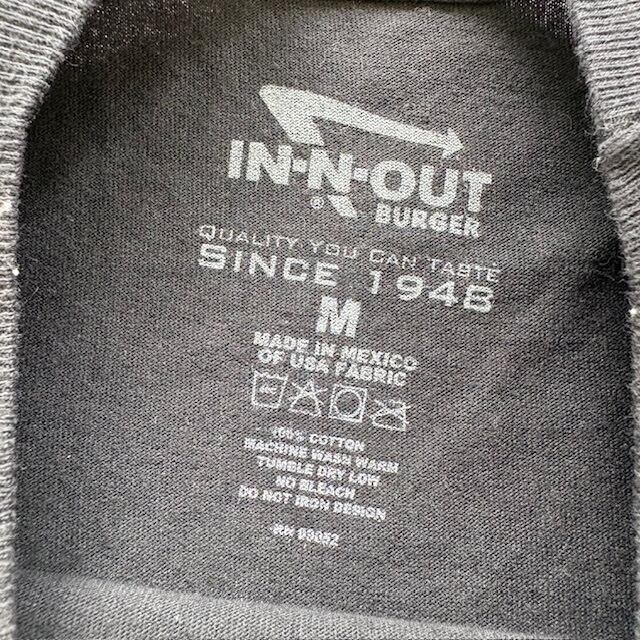 IN-N-OUT
BURGER
®
QUALITY YOU CAN TASTE
SINCE 1948
M
MADE IN MEXICO
OF USA FABRIC
100% COTTON
MACHINE WASH WARM
TUMBLE DRY LOW
NO BLEACH
DO NOT IRON DESIGN
RN